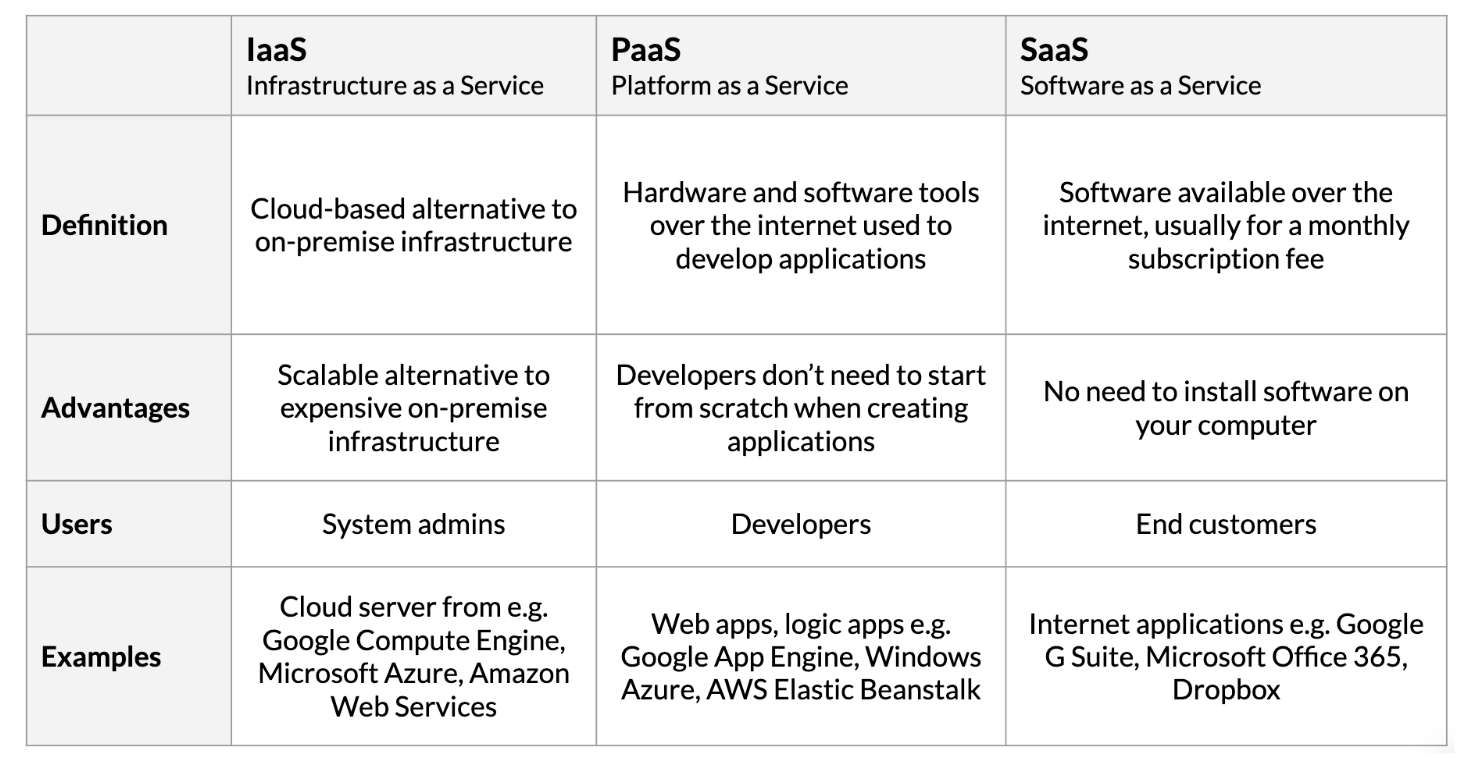 IaaS
Infrastructure as a Service
PaaS
Platform as a Service
SaaS
Software as a Service
Definition
Cloud-based alternative to
on-premise infrastructure
Hardware and software tools
over the internet used to
develop applications
Software available over the
internet, usually for a monthly
subscription fee
Advantages
Scalable alternative to
expensive on-premise
infrastructure
Developers don’t need to start
from scratch when creating
applications
No need to install software on
your computer
Users
System admins
Developers
End customers
Examples
Cloud server from e.g.
Google Compute Engine,
Microsoft Azure, Amazon
Web Services
Web apps, logic apps e.g.
Google App Engine, Windows
Azure, AWS Elastic Beanstalk
Internet applications e.g. Google
G Suite, Microsoft Office 365,
Dropbox